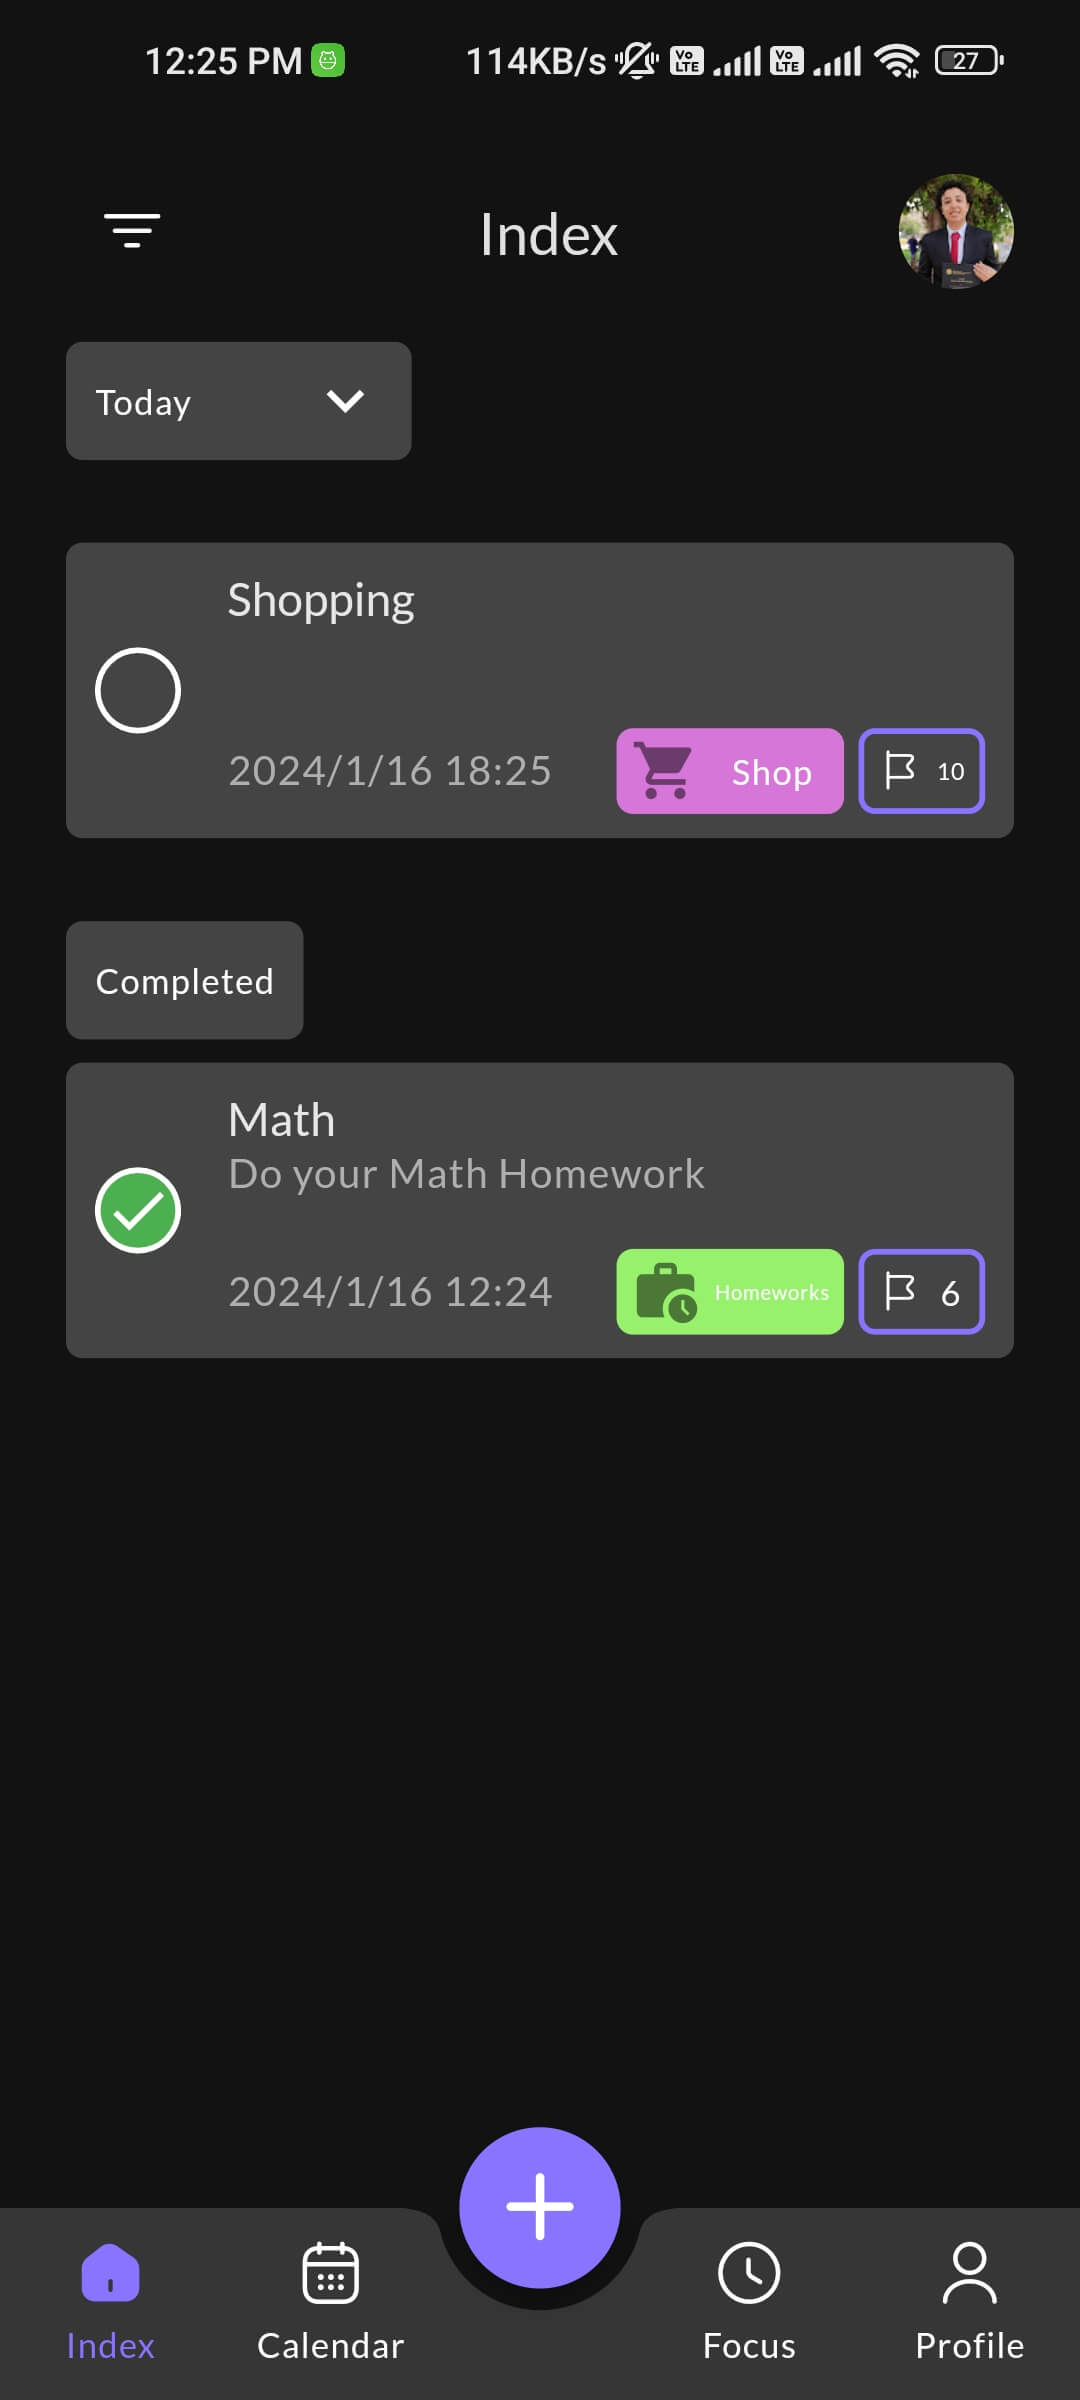 12:25 PM 114KB/s Vo LTE Vo LTE 27
Index
Today
Shopping
2024/1/16 18:25 Shop 10
Completed
Math
Do your Math Homework
2024/1/16 12:24 Homeworks 6
Index Calendar Focus Profile